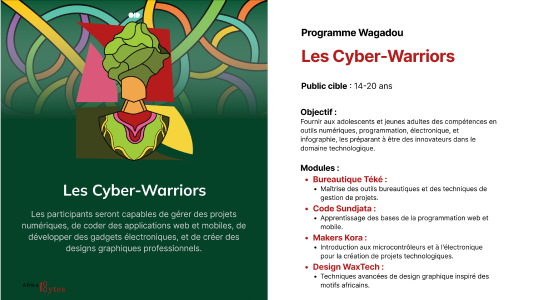 Les Cyber-Warriors
Les participants seront capables de gérer des projets
numériques, de coder des applications web et mobiles, de
développer des gadgets électroniques, et de créer des
designs graphiques professionnels.
Programme Wagadou
Les Cyber-Warriors
Public cible : 14-20 ans
Objectif :
Fournir aux adolescents et jeunes adultes des compétences en
outils numériques, programmation, électronique, et
infographie, les préparant à être des innovateurs dans le
domaine technologique.
Modules :
• Bureautique Téké :
• Maîtrise des outils bureautiques et des techniques de
gestion de projets.
• Code Sundjata :
• Apprentissage des bases de la programmation web et
mobile.
• Makers Kora :
• Introduction aux microcontrôleurs et à l'électronique
pour la création de projets technologiques.
• Design WaxTech :
• Techniques avancées de design graphique inspiré des
motifs africains.